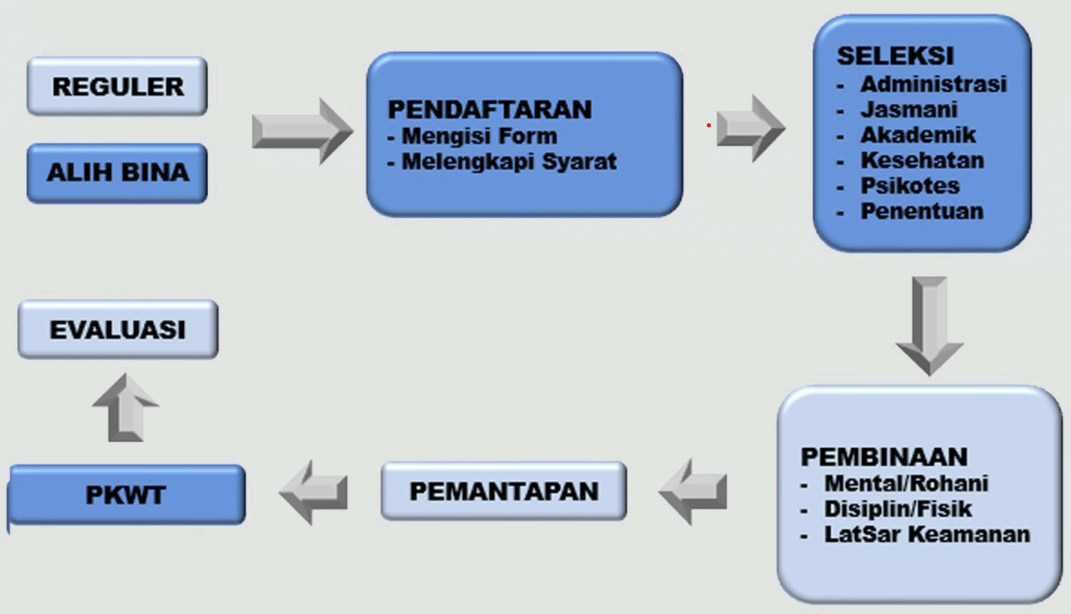 REGULER
ALIH BINA
PENDAFTARAN
- Mengisi Form
- Melengkapi Syarat
SELEKSI
- Administrasi
- Jasmani
- Akademik
- Kesehatan
- Psikotes
- Penentuan
PEMBINAAN
- Mental/Rohani
- Disiplin/Fisik
- LatSar Keamanan
PEMANTAPAN
PKWT
EVALUASI